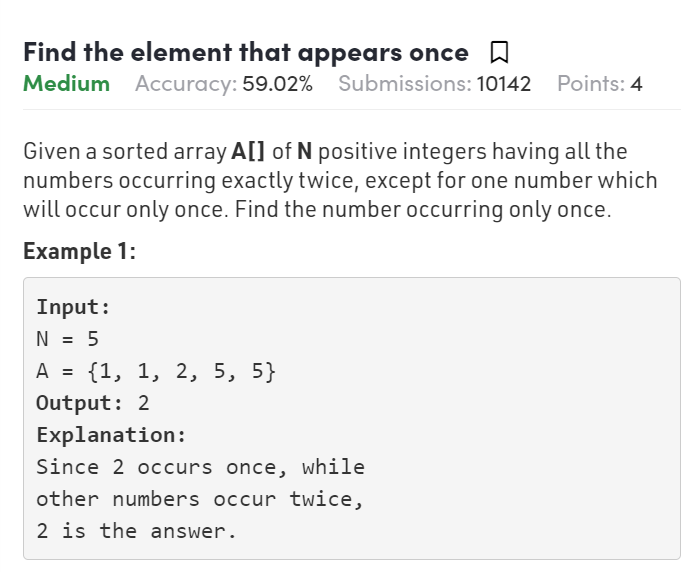 Find the element that appears once
Medium Accuracy: 59.02% Submissions: 10142 Points: 4
Given a sorted array A[] of N positive integers having all the
numbers occurring exactly twice, except for one number which
will occur only once. Find the number occurring only once.
Example 1:
Input:
N = 5
A = {1, 1, 2, 5, 5}
Output: 2
Explanation:
Since 2 occurs once, while
other numbers occur twice,
2 is the answer.